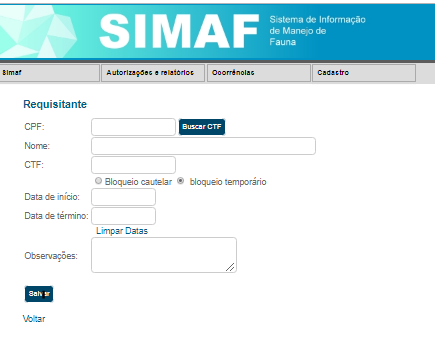 SIMAF
Sistema de Informação
de Manejo de
Fauna
Simaf Autorizações e relatórios Ocorrências Cadastro
Requisitante
CPF: Buscar CTF
Nome:
CTF:
Bloqueio cautelar bloqueio temporário
Data de início:
Data de término:
Limpar Datas
Observações:
Salvar
Voltar